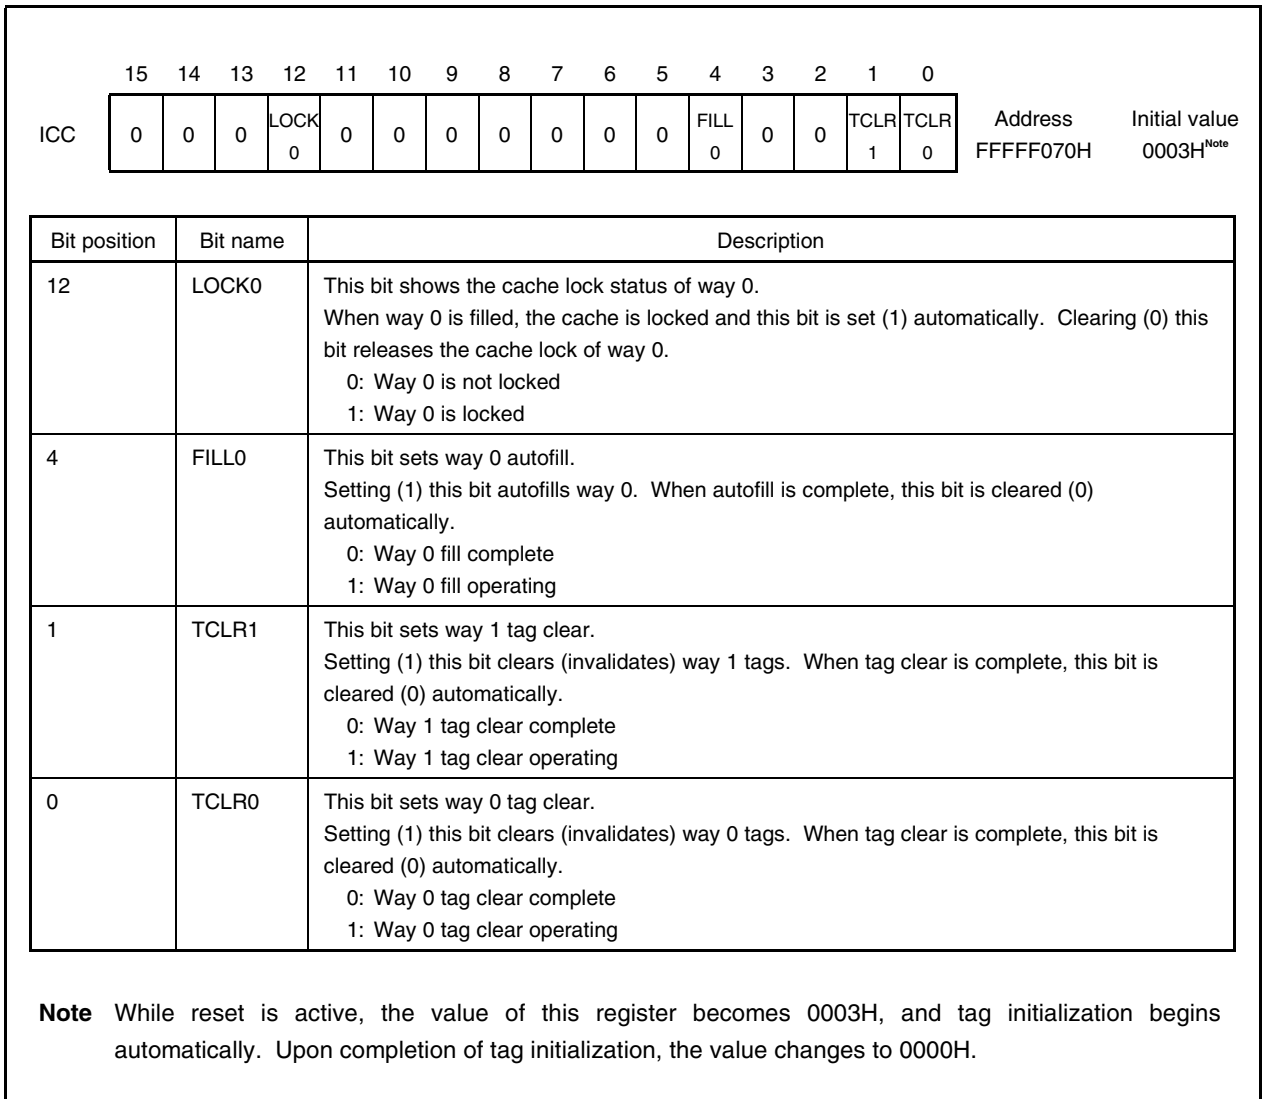 15 14 13 12 11 10 9 8 7 6 5 4 3 2 1 0
ICC 0 0 0 LOCK 0 0 0 0 0 0 0 0 FILL 0 0 0 TCLR 1 TCLR 0 Address Initial value
FFFFF070H 0003H Note
Bit position Bit name Description
12 LOCK0 This bit shows the cache lock status of way 0.
When way 0 is filled, the cache is locked and this bit is set (1) automatically. Clearing (0) this
bit releases the cache lock of way 0.
0: Way 0 is not locked
1: Way 0 is locked
4 FILL0 This bit sets way 0 autofill.
Setting (1) this bit autofills way 0. When autofill is complete, this bit is cleared (0)
automatically.
0: Way 0 fill complete
1: Way 0 fill operating
1 TCLR1 This bit sets way 1 tag clear.
Setting (1) this bit clears (invalidates) way 1 tags. When tag clear is complete, this bit is
cleared (0) automatically.
0: Way 1 tag clear complete
1: Way 1 tag clear operating
0 TCLR0 This bit sets way 0 tag clear.
Setting (1) this bit clears (invalidates) way 0 tags. When tag clear is complete, this bit is
cleared (0) automatically.
0: Way 0 tag clear complete
1: Way 0 tag clear operating
Note While reset is active, the value of this register becomes 0003H, and tag initialization begins
automatically. Upon completion of tag initialization, the value changes to 0000H.